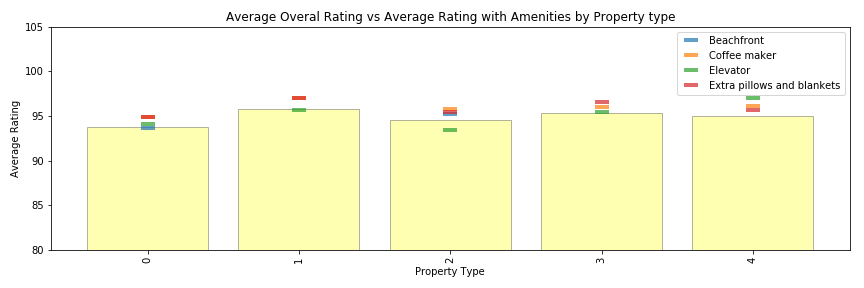 Average Overal Rating vs Average Rating with Amenities by Property type
105
100
95
90
85
80
Average Rating
Beachfront
Coffee maker
Elevator
Extra pillows and blankets
0
1
2
3
4
Property Type